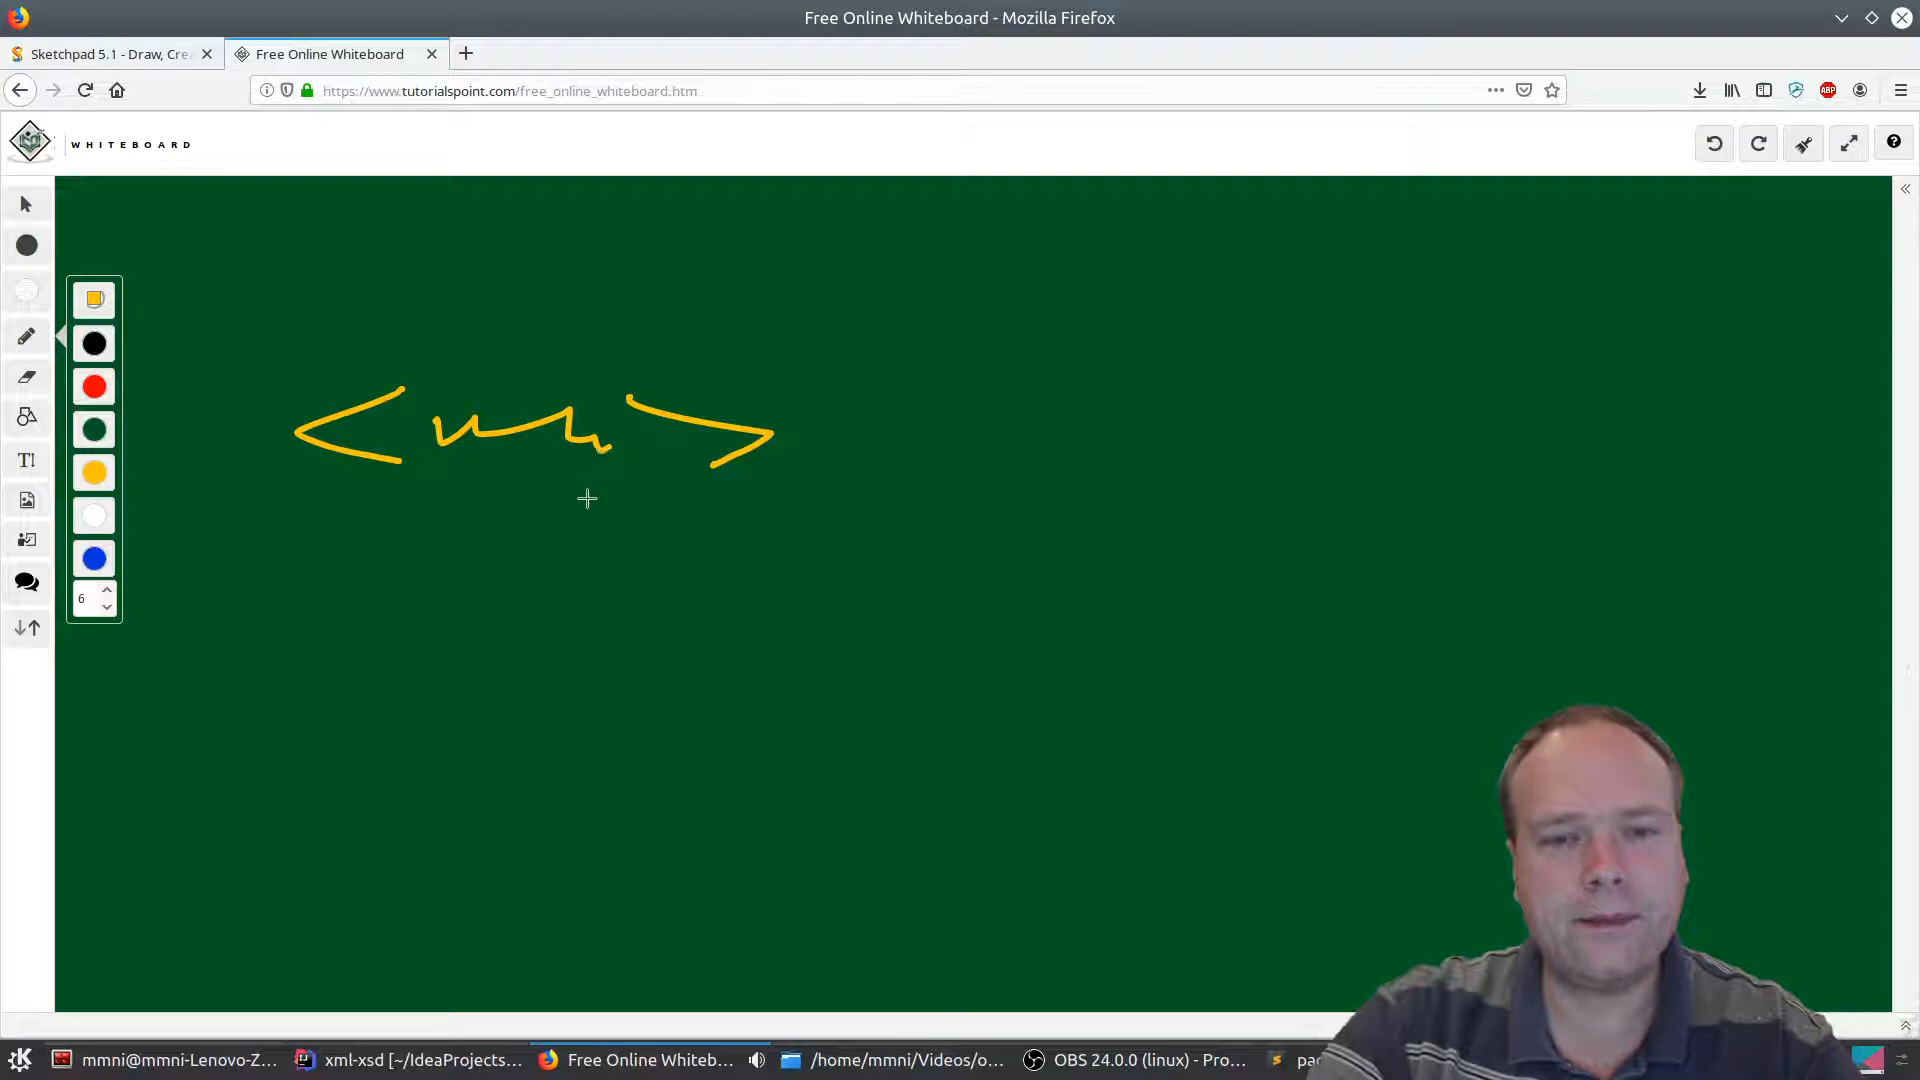 Free Online Whiteboard - Mozilla Firefox
Sketchpad 5.1 - Draw, Cre
Free Online Whiteboard
https://www.tutorialspoint.com/free_online_whiteboard.htm
ABP
WHITEBOARD
T!
6
mmni@mmni-Lenovo-Z...
xml-xsd [~/IdeaProjects...
Free Online Whiteb...
/home/mmni/Videos/o...
OBS 24.0.0 (linux) - Pro...